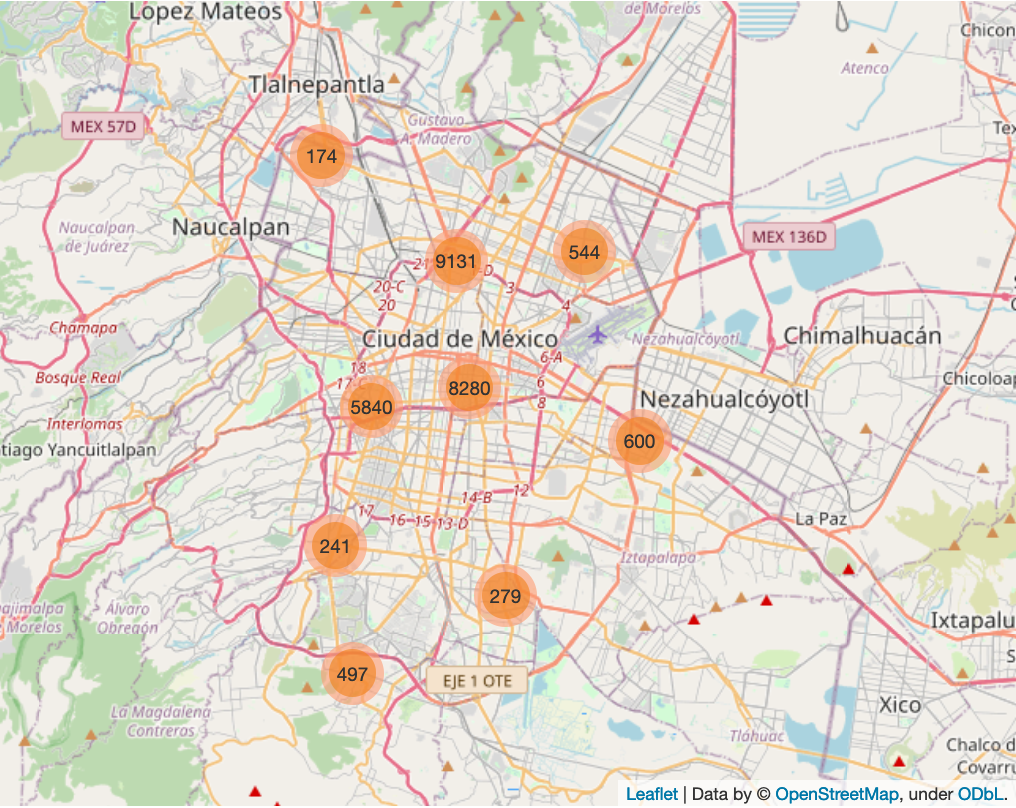 Lopez Mateos
de Morelos
Chicon
Atenco
Tlalnepantla
MEX 57D
Gustavo
A. Madero
Tex
174
Naucalpan
Naucalpan
de Juárez
MEX 136D
544
9131
21
-D
20-C
20
3
4
Ciudad de México
Nezahualcóyotl
Chimalhuacán
Chamapa
6-A
18
17
6
8
8280
5840
Bosque Real
Chicoloap
Nezahualcóyotl
Interlomas
tiago Yancuitlalpan
600
14-B
12
17
16
15
13-D
La Paz
241
Iztapalapa
279
ajimalpa
e Morelos
Álvaro
Obregón
Ixtapalu
S
497
EJE 1 OTE
La Magdalena
Contreras
Xico
Tláhuac
Chalco d
Covarru
Leaflet | Data by © OpenStreetMap, under ODbL.